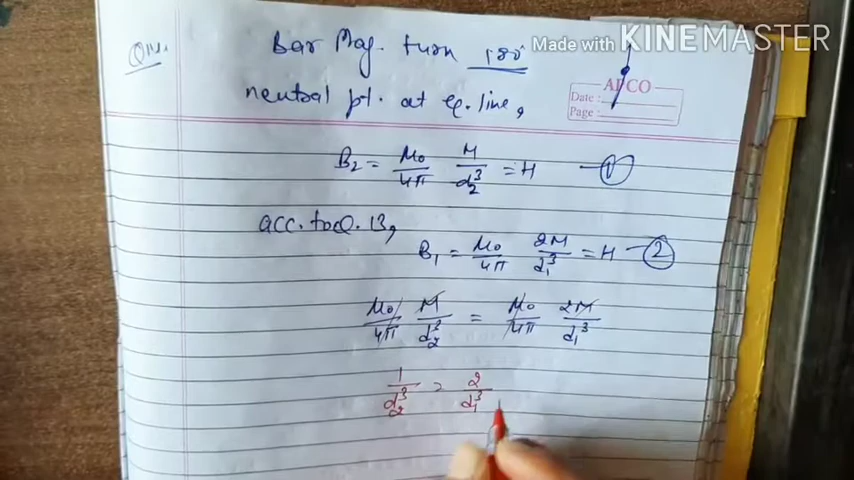 Made with KINEMASTER
Q14. Bar Mag. turn 180°
neutral pt. at eq. line,
APCO
Date :
Page :
B₂ = μ₀/4π M/d₂³ = H — ①
acc. to Q. 13,
B₁ = μ₀/4π 2M/d₁³ = H — ②
μ₀/4π M/d₂³ = μ₀/4π 2M/d₁³
1/d₂³ = 2/d₁³